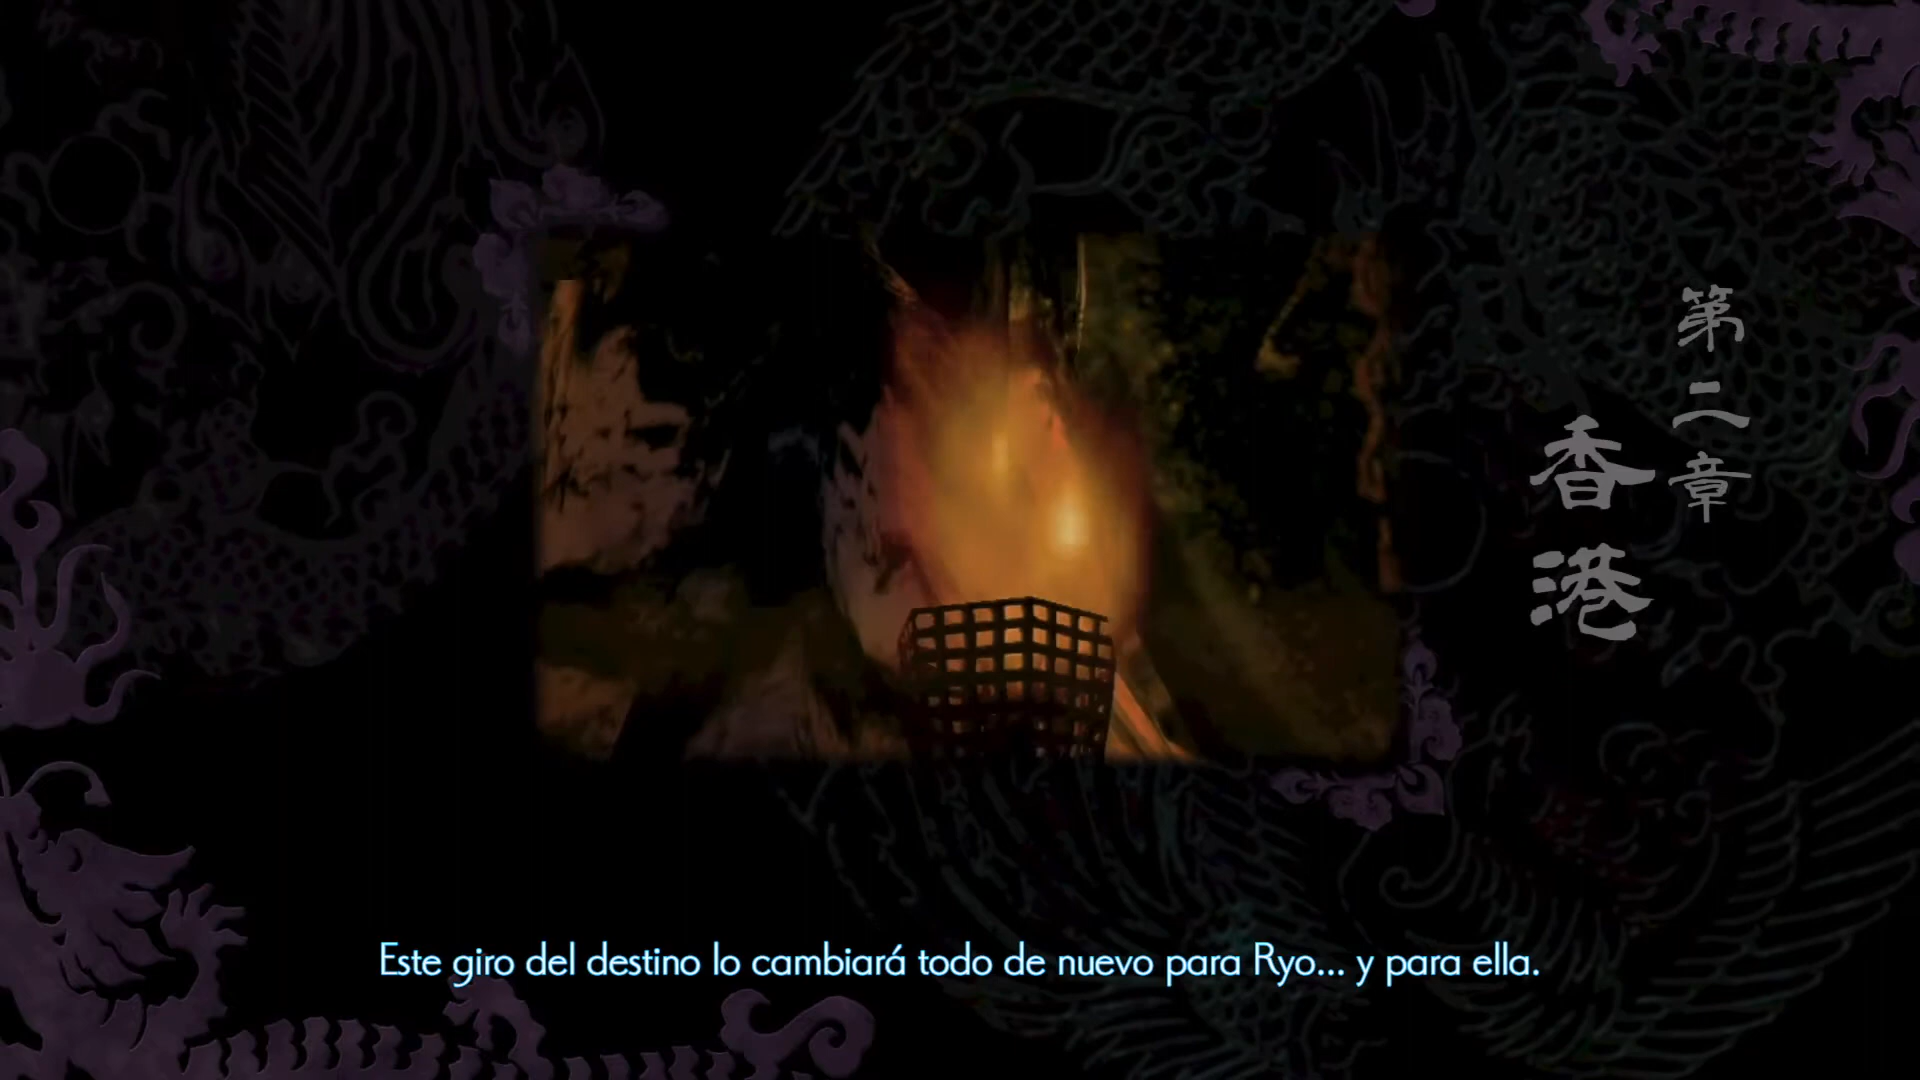 第二章
香港
Este giro del destino lo cambiará todo de nuevo para Ryo... y para ella.